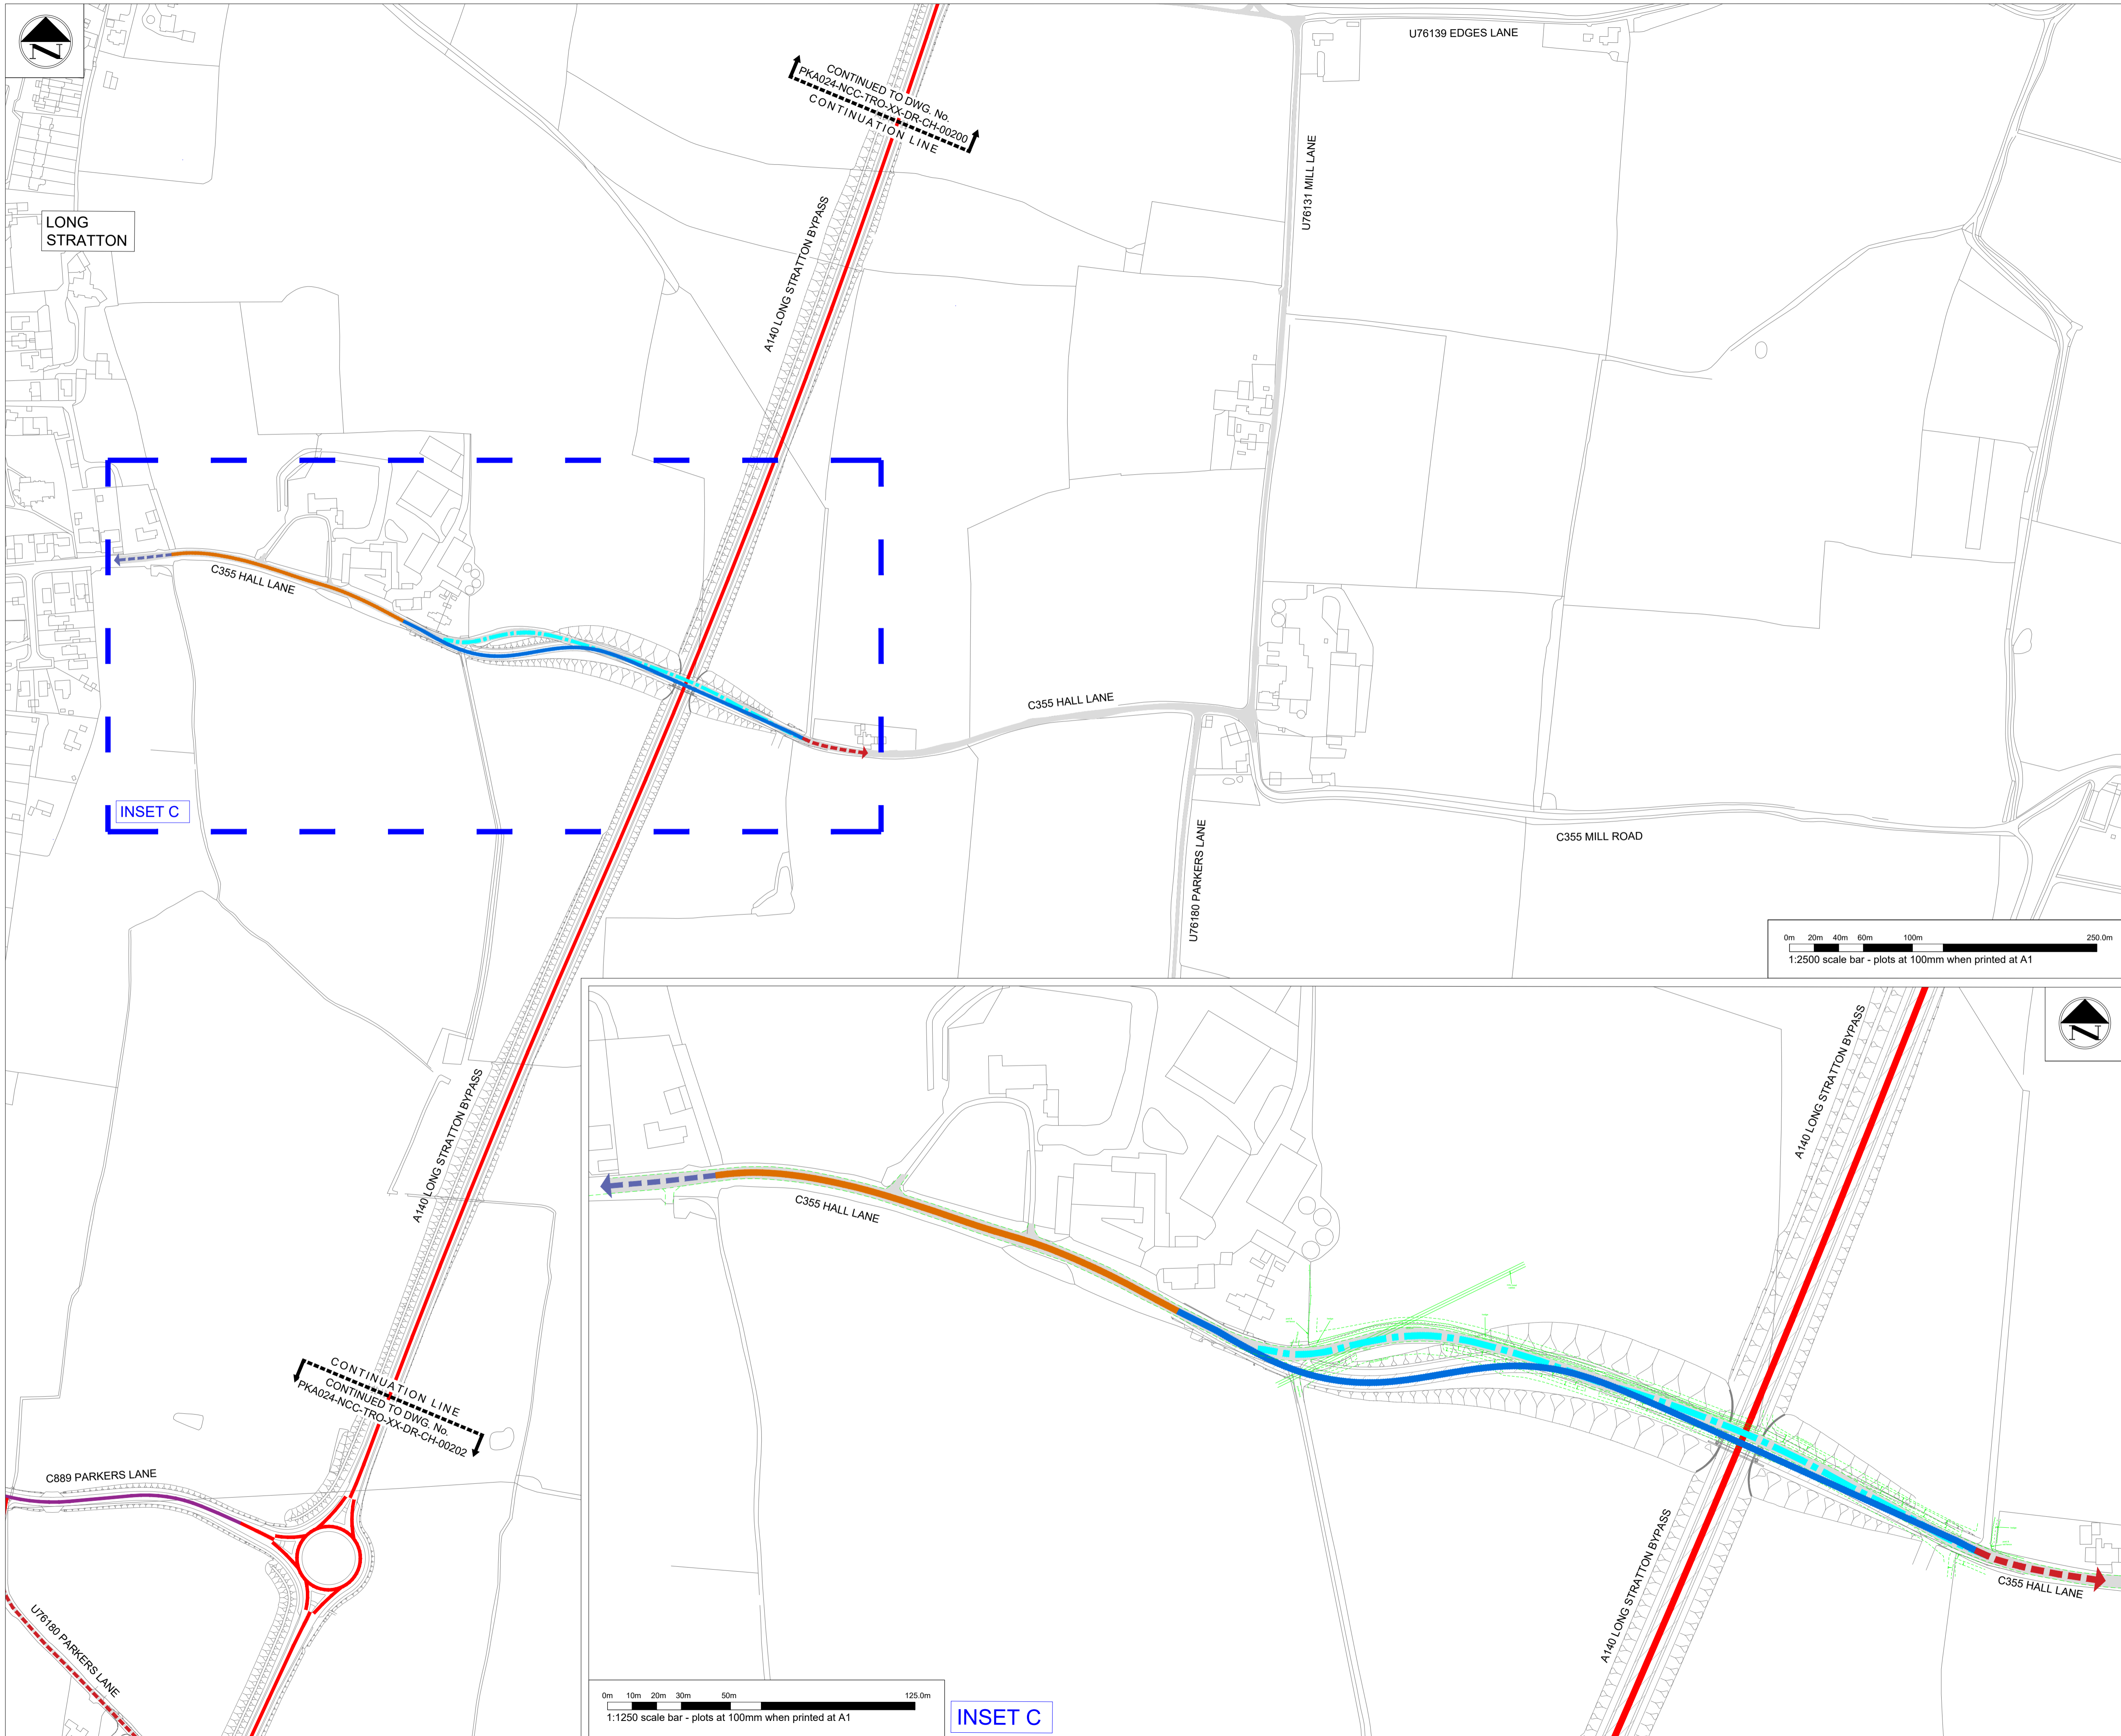 N
U76139 EDGES LANE
CONTINUED TO DWG. No.
PKA024-NCC-TRO-XX-DR-CH-00200
CONTINUATION LINE
U76131 MILL LANE
LONG
STRATTON
A140 LONG STRATTON BYPASS
C355 HALL LANE
C355 HALL LANE
INSET C
U76180 PARKERS LANE
C355 MILL ROAD
0m 20m 40m 60m 100m 250.0m
1:2500 scale bar - plots at 100mm when printed at A1
A140 LONG STRATTON BYPASS
CONTINUATION LINE
CONTINUED TO DWG. No.
PKA024-NCC-TRO-XX-DR-CH-00202
C889 PARKERS LANE
U76180 PARKERS LANE
N
A140 LONG STRATTON BYPASS
C355 HALL LANE
C355 HALL LANE
A140 LONG STRATTON BYPASS
0m 10m 20m 30m 50m 125.0m
1:1250 scale bar - plots at 100mm when printed at A1
INSET C